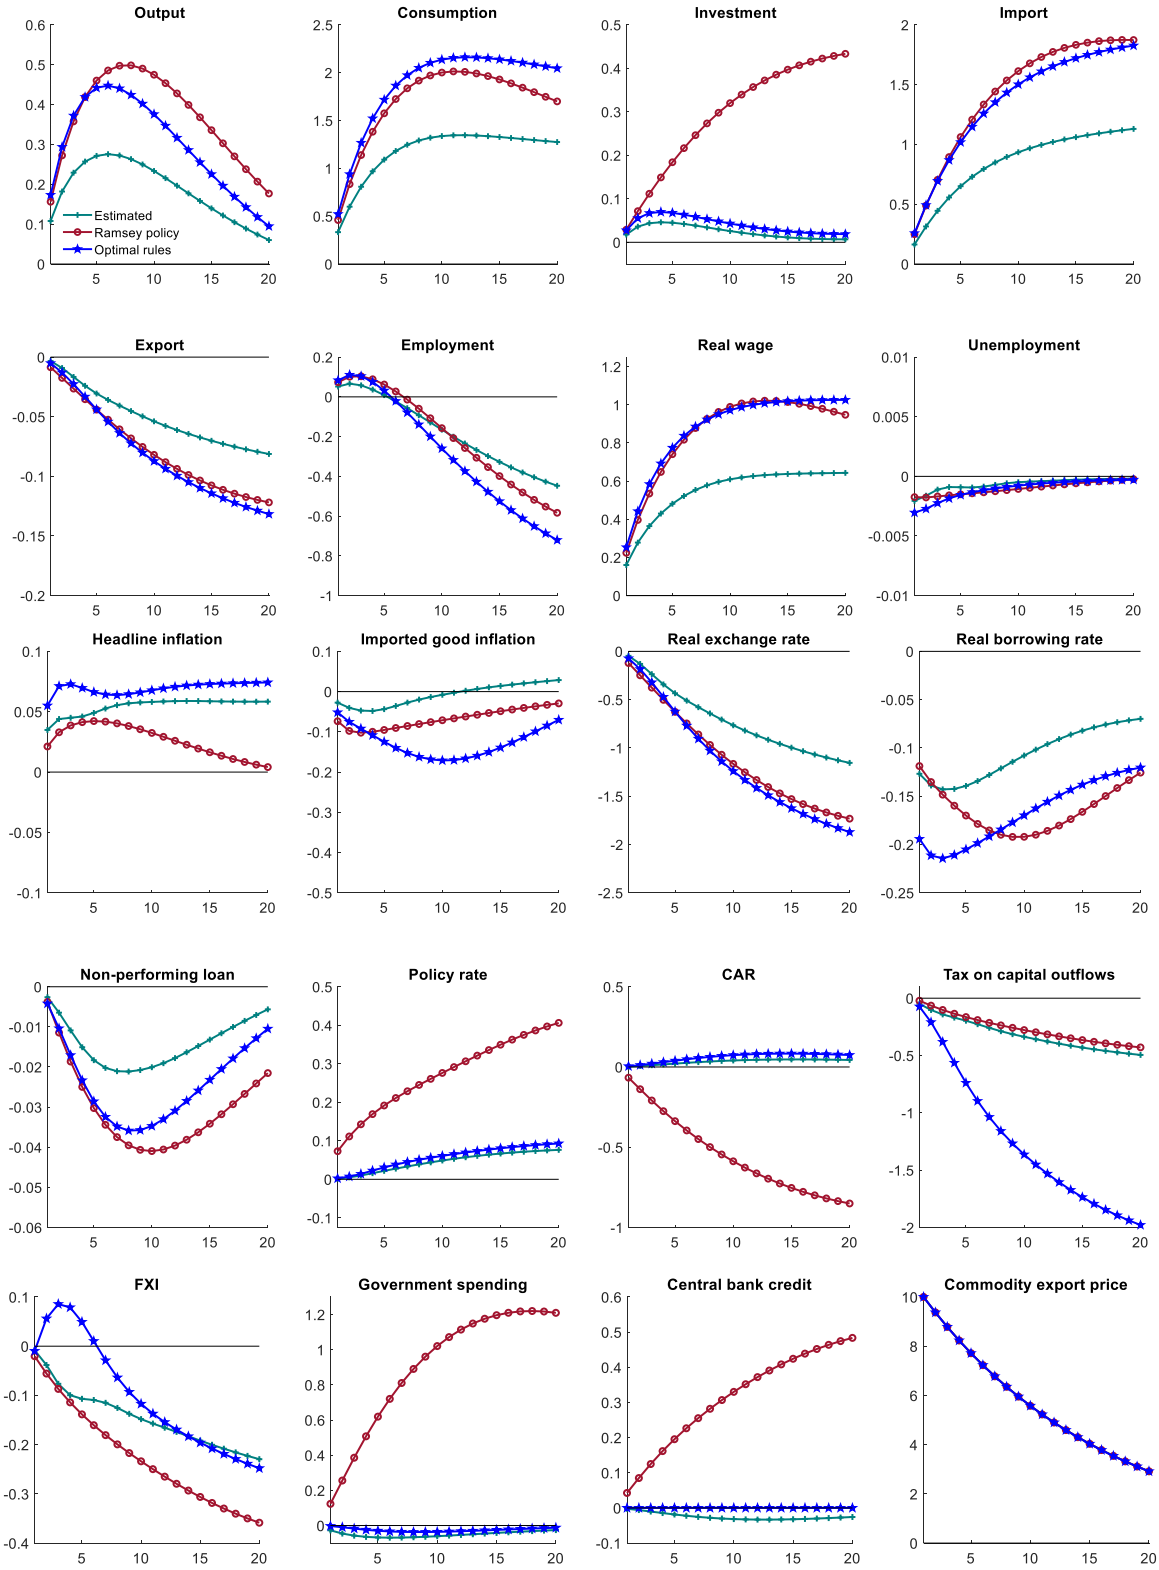 Output Consumption Investment Import
0.6 2.5 0.5 2
0.5 2 0.4 1.5
0.4 0.3
0.3 1.5 0.2 1
0.2 1 0.1 0.5
0.1 0.5 0
0 0 0
Estimated
Ramsey policy
Optimal rules
5 10 15 20 5 10 15 20 5 10 15 20 5 10 15 20
Export Employment Real wage Unemployment
0 0.2 1.2 0.01
-0.05 0 1 0.005
-0.2 0.8
-0.1 -0.4 0.6 0
-0.15 -0.6 0.4 -0.005
-0.8 0.2
-0.2 -1 0 -0.01
5 10 15 20 5 10 15 20 5 10 15 20 5 10 15 20
Headline inflation Imported good inflation Real exchange rate Real borrowing rate
0.1 0.1 0 0
0.05 0 -0.5 -0.05
-0.1
0 -0.2 -1 -0.1
-0.3 -1.5 -0.15
-0.05 -0.4 -2 -0.2
-0.1 -0.5 -2.5 -0.25
5 10 15 20 5 10 15 20 5 10 15 20 5 10 15 20
Non-performing loan Policy rate CAR Tax on capital outflows
0 0.5 0.5 0
-0.01 0.4
-0.02 0.3 0 -0.5
-0.03 0.2 -1
-0.04 0.1 -0.5
-0.05 0 -1.5
-0.06 -0.1 -1 -2
5 10 15 20 5 10 15 20 5 10 15 20 5 10 15 20
FXI Government spending Central bank credit Commodity export price
0.1 1.2 0.6 10
0 1 0.5 8
-0.1 0.8 0.4 6
0.6 0.3
-0.2 0.4 0.2 4
-0.3 0.2 0.1 2
0 0
-0.4 -0.1 0
5 10 15 20 5 10 15 20 5 10 15 20 5 10 15 20